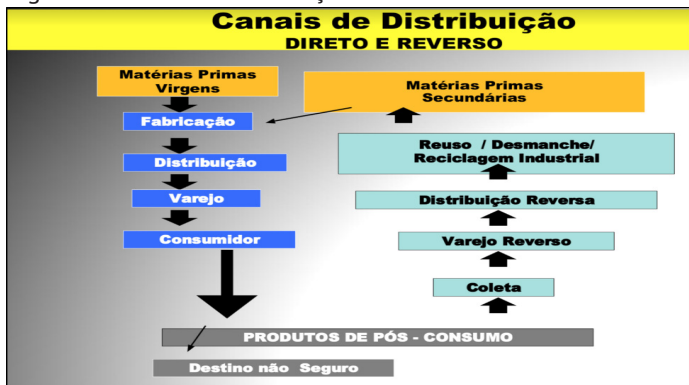 Canais de Distribuição
DIRETO E REVERSO
Matérias Primas
Virgens
Fabricação
Distribuição
Varejo
Consumidor
Matérias Primas
Secundárias
Reuso / Desmanche/
Reciclagem Industrial
Distribuição Reversa
Varejo Reverso
Coleta
PRODUTOS DE PÓS - CONSUMO
Destino não Seguro